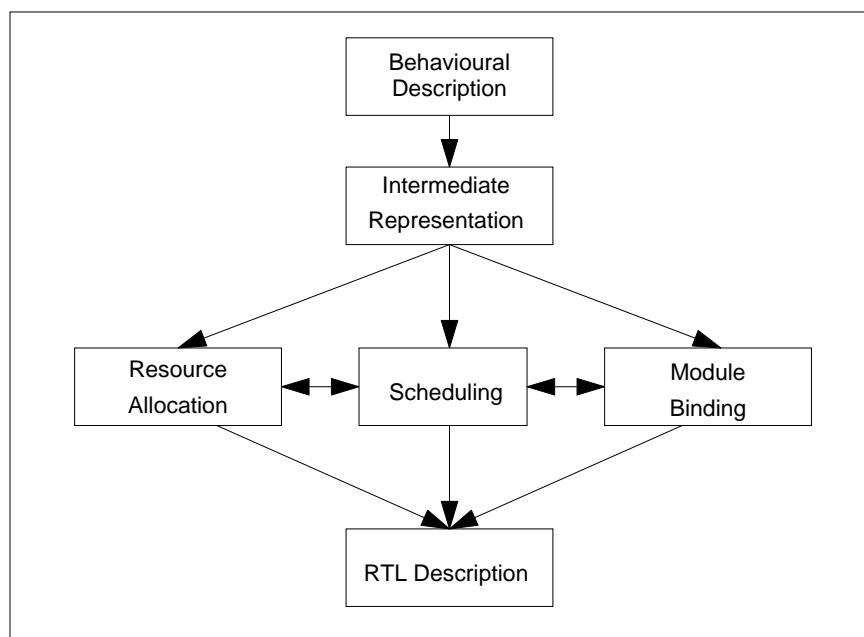 Behavioural
Description
Intermediate
Representation
Resource
Allocation
Scheduling
Module
Binding
RTL Description